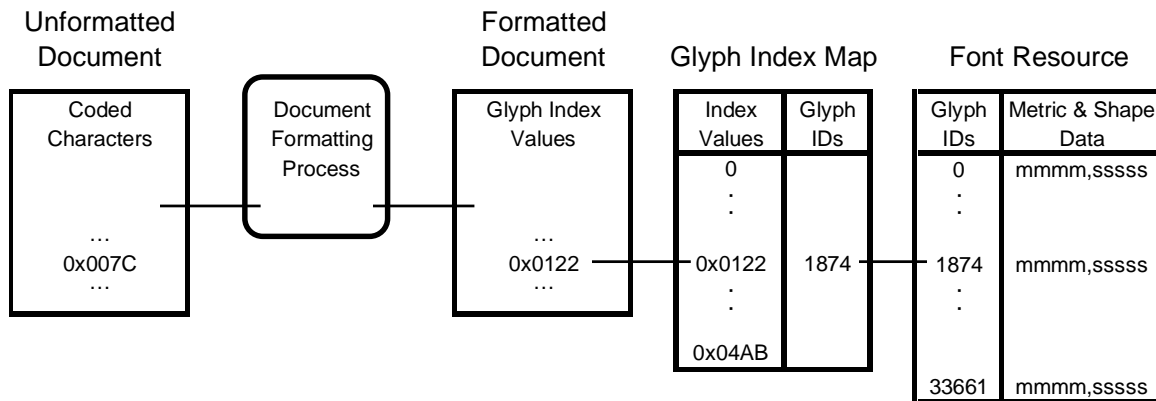 Unformatted
Document
Coded
Characters
…
0x007C
…
Document
Formatting
Process
Formatted
Document
Glyph Index
Values
…
0x0122
…
Glyph Index Map
Index
Values
Glyph
IDs
0
.
.
0x0122
1874
.
.
0x04AB
Font Resource
Glyph
IDs
Metric & Shape
Data
0
mmmm,sssss
.
.
1874
mmmm,sssss
.
.
33661
mmmm,sssss